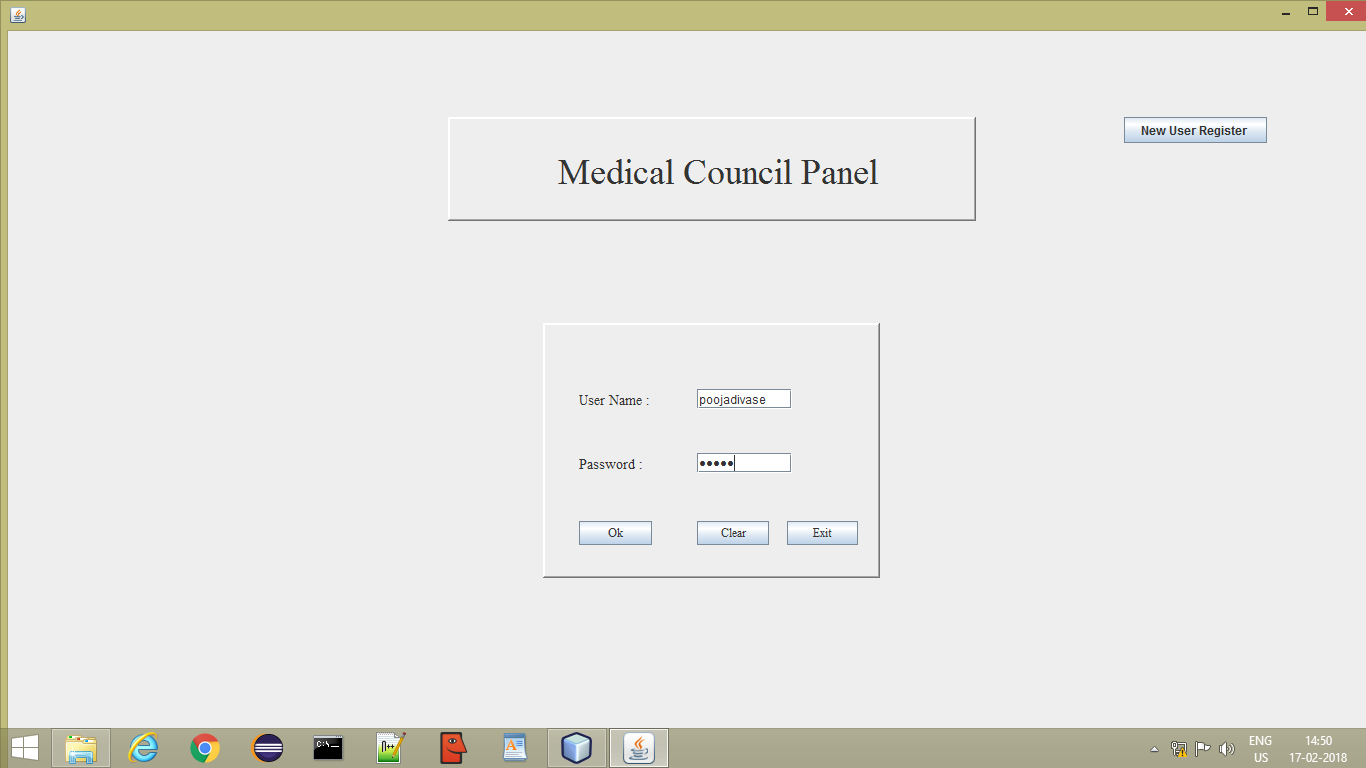 New User Register
Medical Council Panel
User Name :
poojadivase
Password :
Ok
Clear
Exit
ENG
US
14:50
17-02-2018